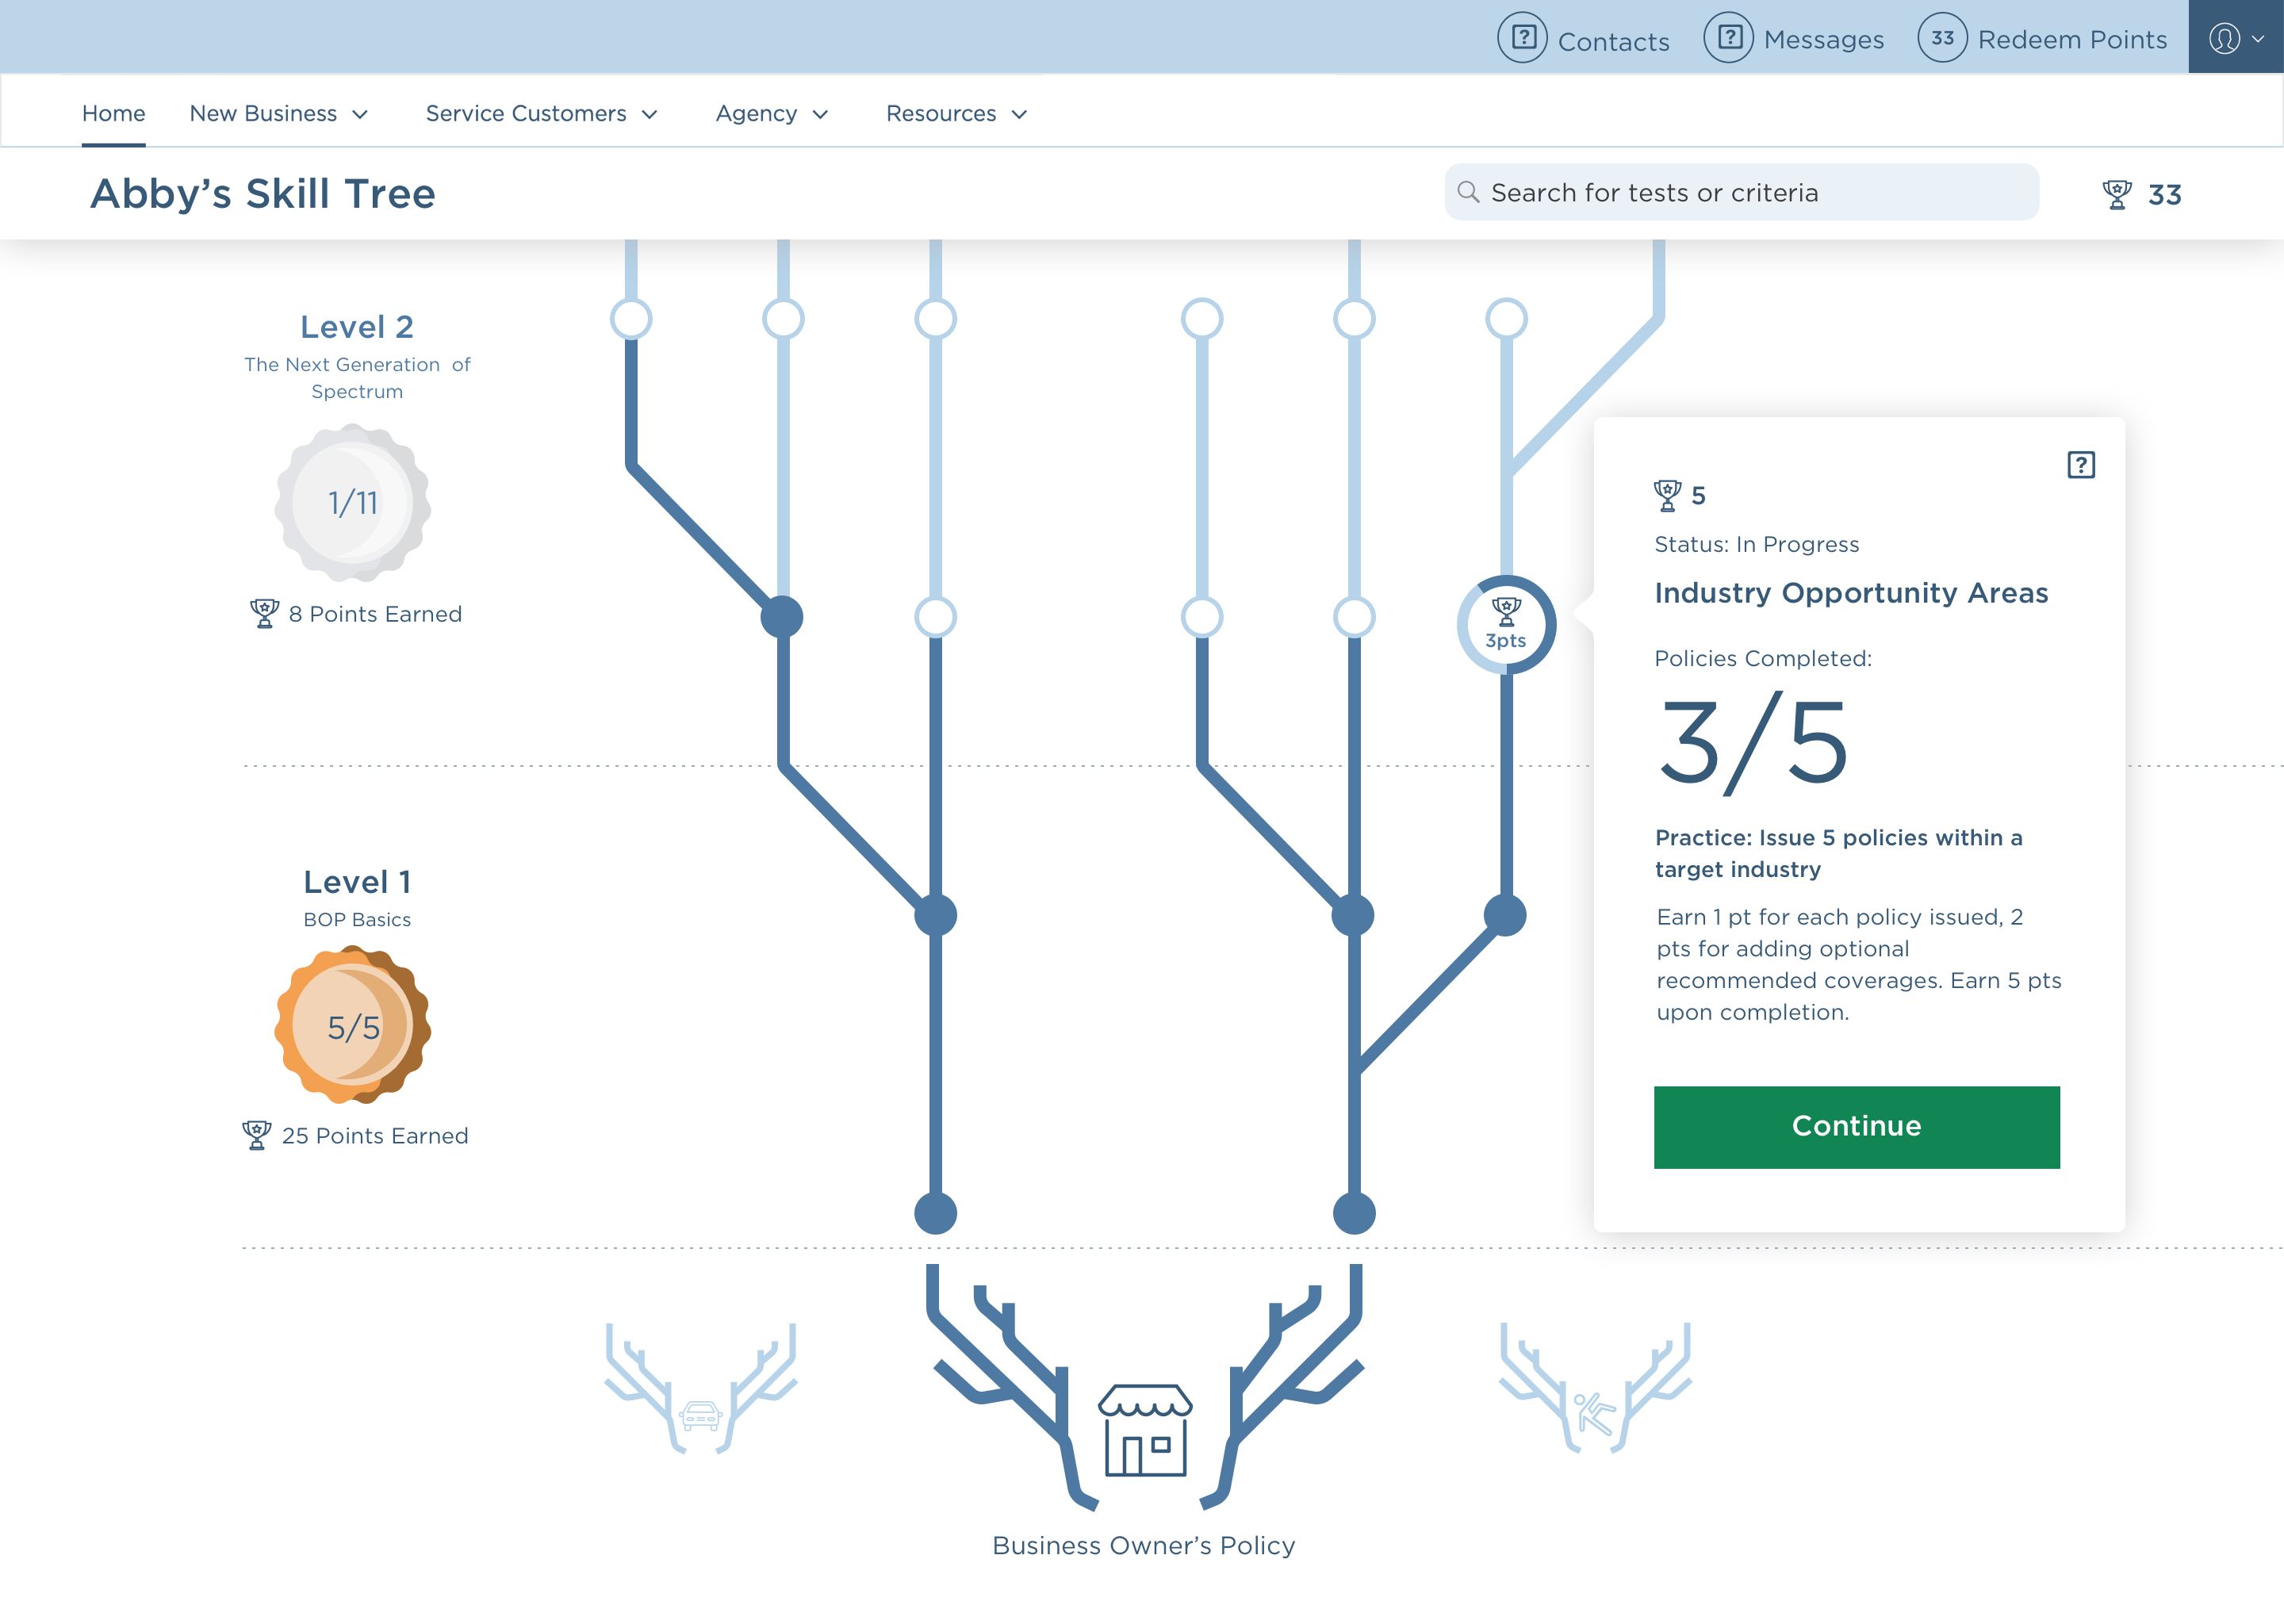 ? Contacts ? Messages 33 Redeem Points
Home New Business Service Customers Agency Resources
Abby’s Skill Tree
Search for tests or criteria
33
Level 2
The Next Generation of
Spectrum
1/11
8 Points Earned
3pts
?
5
Status: In Progress
Industry Opportunity Areas
Policies Completed:
3/5
Practice: Issue 5 policies within a
target industry
Earn 1 pt for each policy issued, 2
pts for adding optional
recommended coverages. Earn 5 pts
upon completion.
Continue
Level 1
BOP Basics
5/5
25 Points Earned
Business Owner’s Policy